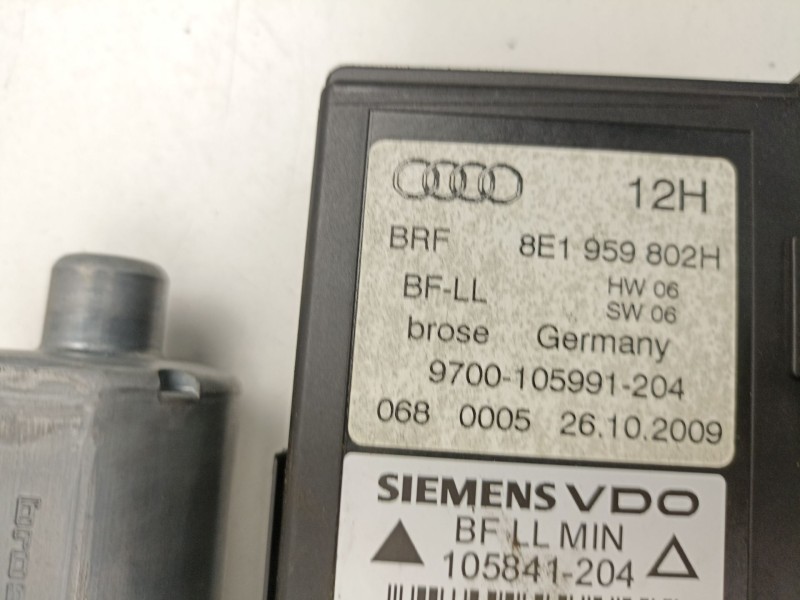 12H
BRF 8E1 959 802H
BF-LL HW 06
SW 06
brose Germany
9700-105991-204
068 0005 26.10.2009
SIEMENS VDO
BF LL MIN
105841-204